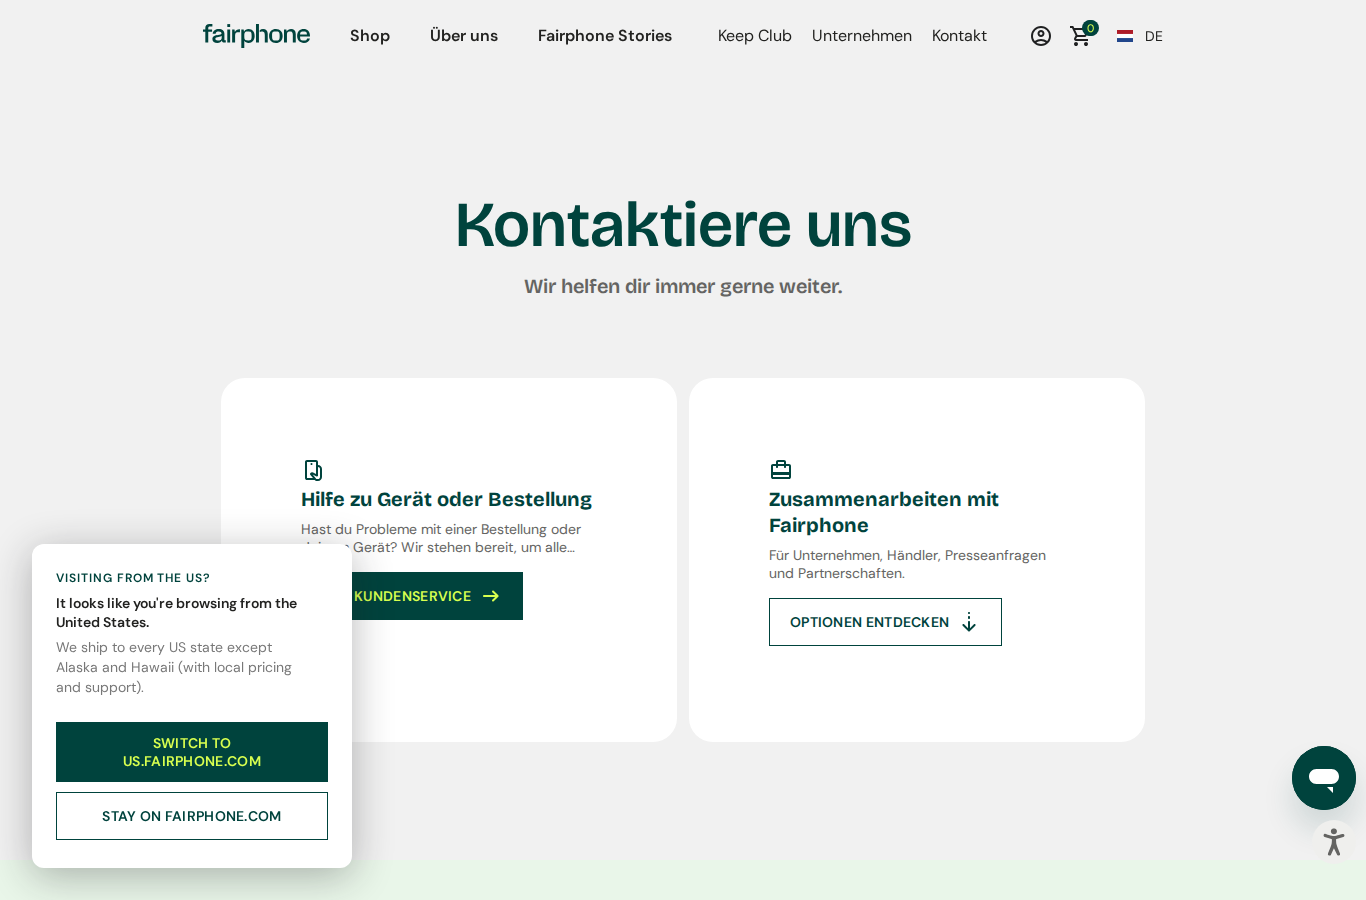 fairphone
Shop
Über uns
Fairphone Stories
Keep Club
Unternehmen
Kontakt
0
DE
Kontaktiere uns
Wir helfen dir immer gerne weiter.
Hilfe zu Gerät oder Bestellung
Hast du Probleme mit einer Bestellung oder
Gerät? Wir stehen bereit, um alle...
KUNDENSERVICE
Zusammenarbeiten mit
Fairphone
Für Unternehmen, Händler, Presseanfragen
und Partnerschaften.
OPTIONEN ENTDECKEN
VISITING FROM THE US?
It looks like you're browsing from the
United States.
We ship to every US state except
Alaska and Hawaii (with local pricing
and support).
SWITCH TO
US.FAIRPHONE.COM
STAY ON FAIRPHONE.COM